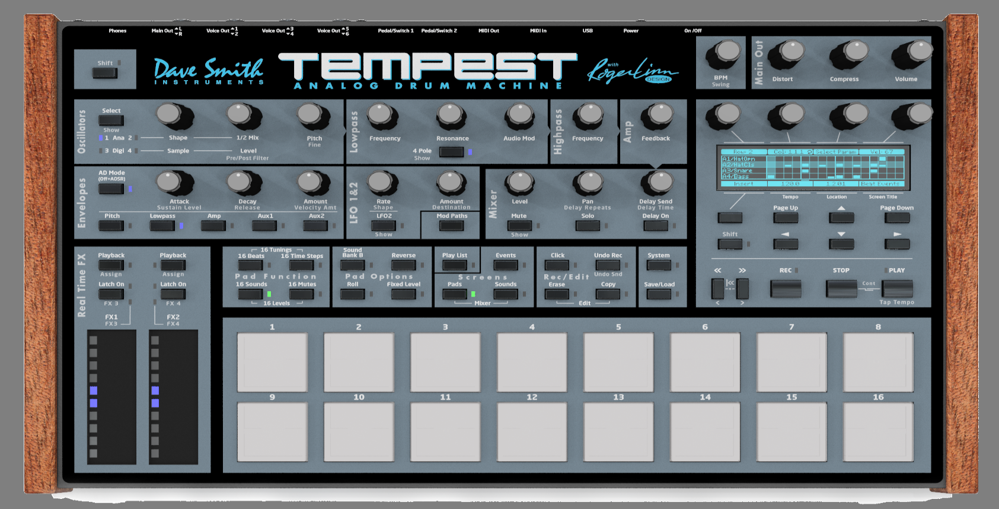 Phones Main Out L R Voice Out 1 2 Voice Out 3 4 Voice Out 5 6 Pedal/Switch 1 Pedal/Switch 2 MIDI Out MIDI In USB Power On /Off
Shift
Dave Smith
INSTRUMENTS
TEMPEST
ANALOG DRUM MACHINE
with
Roger Linn
DESIGN
BPM
Swing
Main Out
Distort Compress Volume
Oscillators
Select
Show
1 Ana 2 Shape 1/2 Mix
3 Digi 4 Sample Level
Pre/Post Filter
Pitch
Fine
Lowpass
Frequency Resonance Audio Mod
4 Pole
Show
Highpass
Frequency
Amp
Feedback
Envelopes
AD Mode
(Off=ADSR)
Attack Decay Amount
Sustain Level Release Velocity Amt
Pitch Lowpass Amp Aux1 Aux2
LFO 1&2
Rate Amount
Shape Destination
LFO2 Mod Paths
Show
Mixer
Level Pan Delay Send
Delay Repeats Delay Time
Mute Solo Delay On
Show
Row: 2 Col: 1.1.1 Select Param Vel: 67
A1/HatOpn
A2/HatCls
A3/Snare
A4/Bass
Insert 120.0 1.2.01 Beat Events
Tempo Location Screen Title
Page Up Page Down
Shift
REC STOP PLAY
Cont
Tap Tempo
Real Time FX
Playback Playback
Assign Assign
Latch On Latch On
FX 3 FX 4
FX1 FX2
FX3 FX4
16 Tunings
16 Beats 16 Time Steps
Pad Function
16 Sounds 16 Mutes
16 Levels
Sound
Bank B Reverse
Pad Options
Roll Fixed Level
Play List Events
Screens
Pads Sounds
Mixer
Click Undo Rec
Rec/Edit Undo Snd
Erase Copy
Edit
System
Save/Load
1 2 3 4 5 6 7 8
9 10 11 12 13 14 15 16